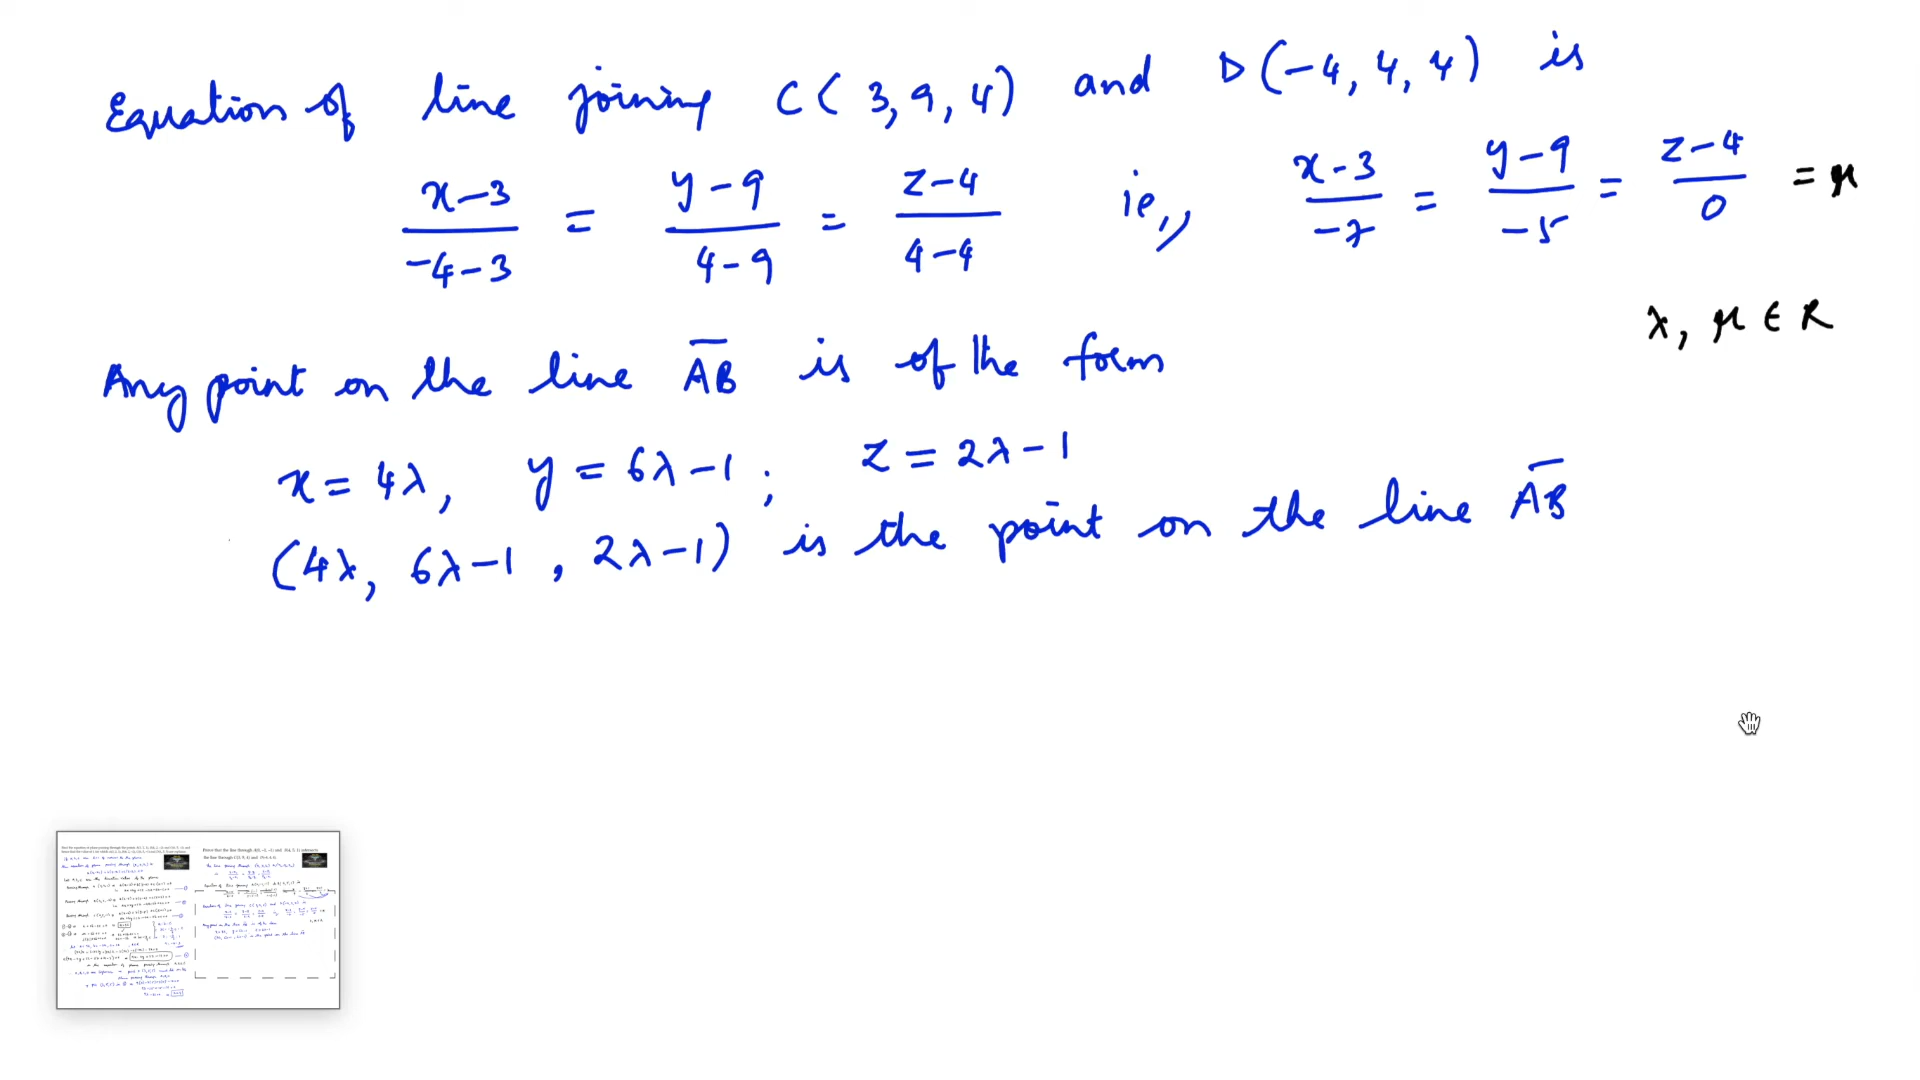 Equation of line joining C(3, 9, 4) and D(-4, 4, 4) is
x-3/-4-3 = y-9/4-9 = z-4/4-4 ie,, x-3/-7 = y-9/-5 = z-4/0 = μ
λ, μ ∈ R
Any point on the line A̅B̅ is of the form
x = 4λ, y = 6λ-1; z = 2λ-1
(4λ, 6λ-1, 2λ-1) is the point on the line A̅B̅